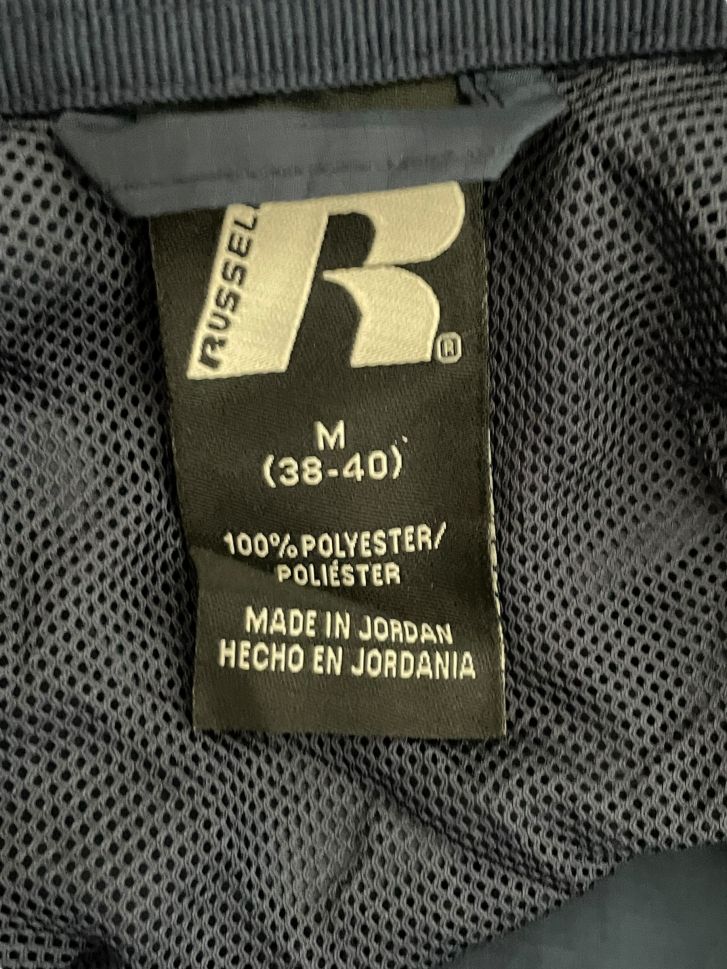 RUSSELL
R
®
M
(38-40)
100% POLYESTER/
POLIÉSTER
MADE IN JORDAN
HECHO EN JORDANIA